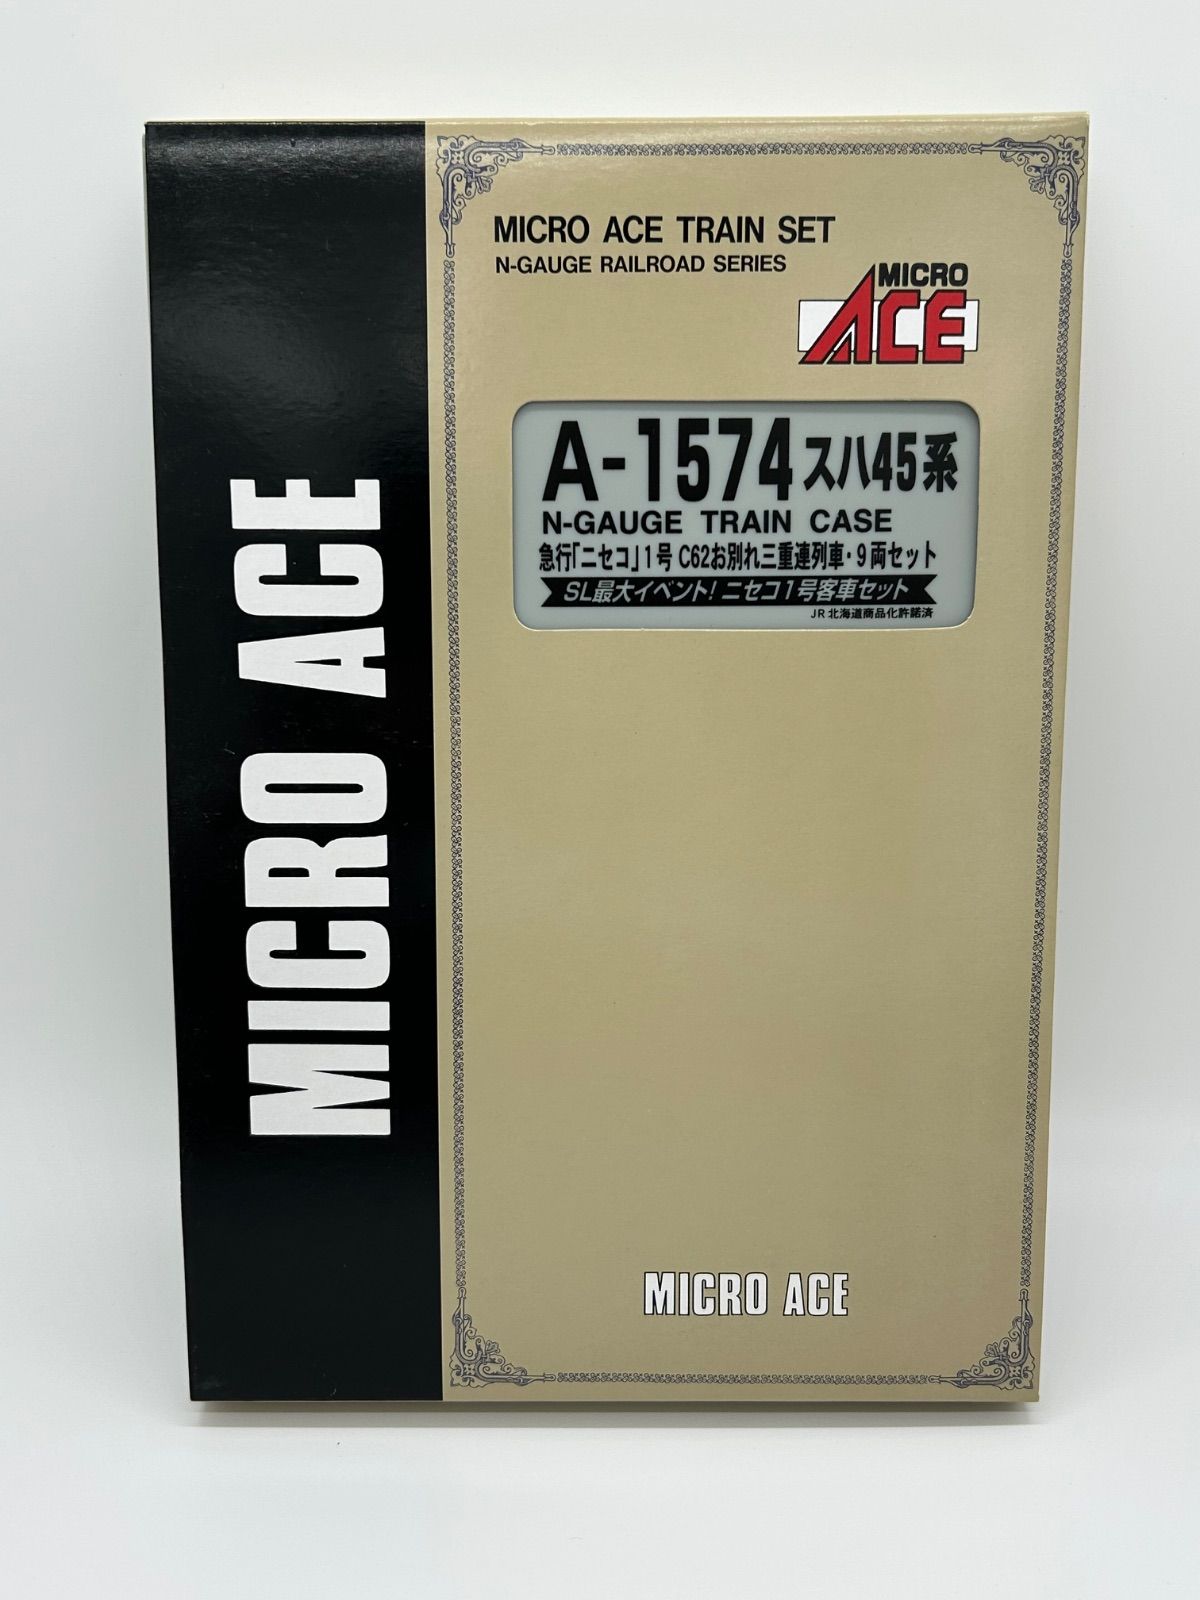 MICRO ACE
MICRO ACE TRAIN SET
N-GAUGE RAILROAD SERIES
MICRO
ACE
A-1574 スハ45系
N-GAUGE TRAIN CASE
急行「ニセコ」1号 C62お別れ三重連列車・9両セット
SL最大イベント! ニセコ1号客車セット
JR北海道商品化許諾済
MICRO ACE